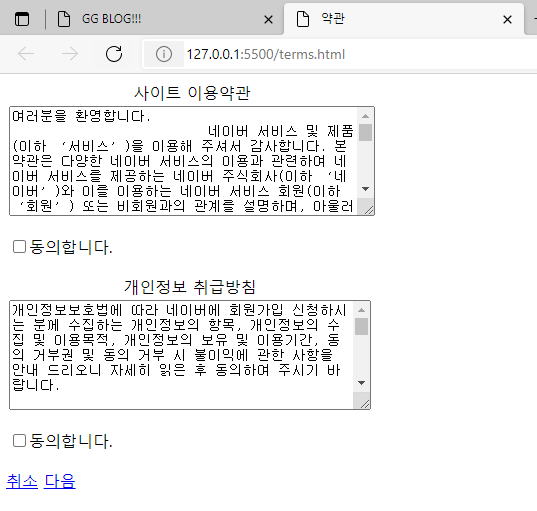 GG BLOG!!!
약관
127.0.0.1:5500/terms.html
사이트 이용약관
여러분을 환영합니다.
네이버 서비스 및 제품
(이하 ‘서비스’)을 이용해 주셔서 감사합니다. 본
약관은 다양한 네이버 서비스의 이용과 관련하여 네
이버 서비스를 제공하는 네이버 주식회사(이하 ‘네
이버’)와 이를 이용하는 네이버 서비스 회원(이하
‘회원’) 또는 비회원과의 관계를 설명하며, 아울러
동의합니다.
개인정보 취급방침
개인정보보호법에 따라 네이버에 회원가입 신청하시
는 분께 수집하는 개인정보의 항목, 개인정보의 수
집 및 이용목적, 개인정보의 보유 및 이용기간, 동
의 거부권 및 동의 거부 시 불이익에 관한 사항을
안내 드리오니 자세히 읽은 후 동의하여 주시기 바
랍니다.
동의합니다.
취소 다음